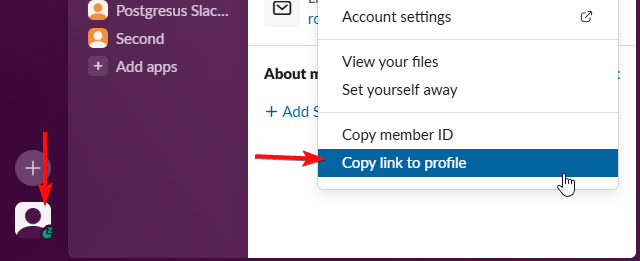 Postgresus Slac...
Second
Add apps
Account settings
View your files
Set yourself away
About m
Add S
Copy member ID
Copy link to profile